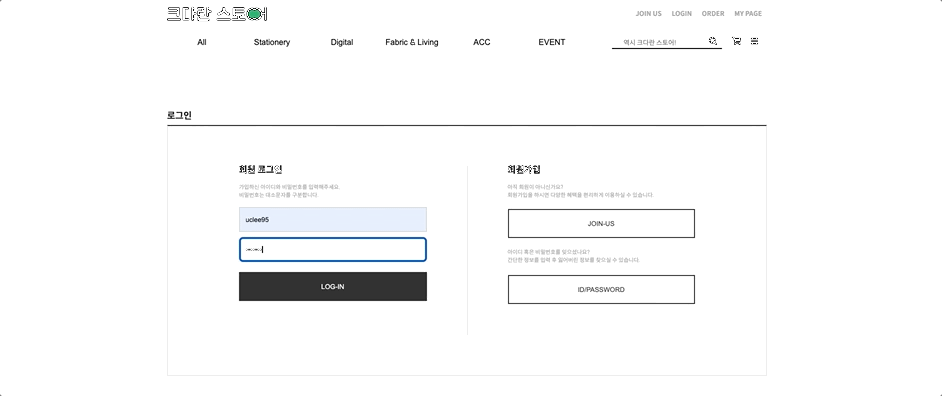 크다란 스토어
JOIN US LOGIN ORDER MY PAGE
All Stationery Digital Fabric & Living ACC EVENT
역시 크다란 스토어!
로그인
회원 로그인
가입하는 아이디와 비밀번호를 입력해주세요.
비밀번호는 대소문자를 구분합니다
uclee95
LOG-IN
회원가입
아직 회원이 아니신가요?
회원가입을 하시면 다양한 혜택을 편리하게 이용하실 수 있습니다
JOIN-US
아이디 혹은 비밀번호를 잊으셨나요?
간단한 정보를 입력 후 잃어버린 정보를 찾으실 수 있습니다.
ID/PASSWORD